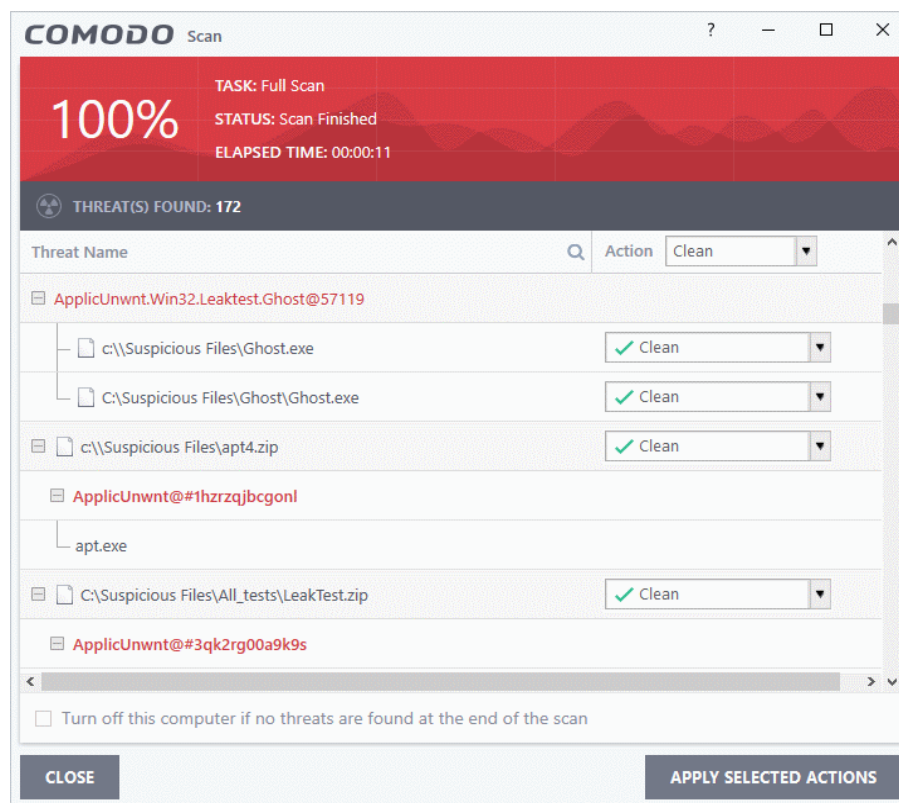 COMODO Scan
?
100%
TASK: Full Scan
STATUS: Scan Finished
ELAPSED TIME: 00:00:11
THREAT(S) FOUND: 172
Threat Name Action Clean
ApplicUnwnt.Win32.Leaktest.Ghost@57119
c:\\Suspicious Files\Ghost.exe Clean
C:\Suspicious Files\Ghost\Ghost.exe Clean
c:\\Suspicious Files\apt4.zip Clean
ApplicUnwnt@#1hzrzqjbcgonl
apt.exe
C:\Suspicious Files\All_tests\LeakTest.zip Clean
ApplicUnwnt@#3qk2rg00a9k9s
Turn off this computer if no threats are found at the end of the scan
CLOSE APPLY SELECTED ACTIONS